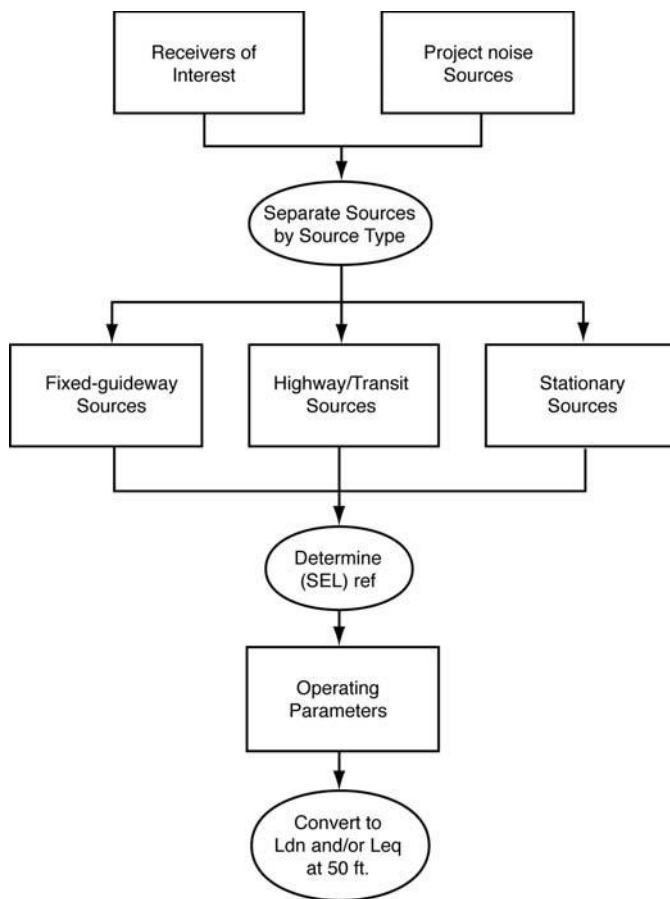 Receivers of
Interest
Project noise
Sources
Separate Sources
by Source Type
Fixed-guideway
Sources
Highway/Transit
Sources
Stationary
Sources
Determine
(SEL) ref
Operating
Parameters
Convert to
Ldn and/or Leq
at 50 ft.